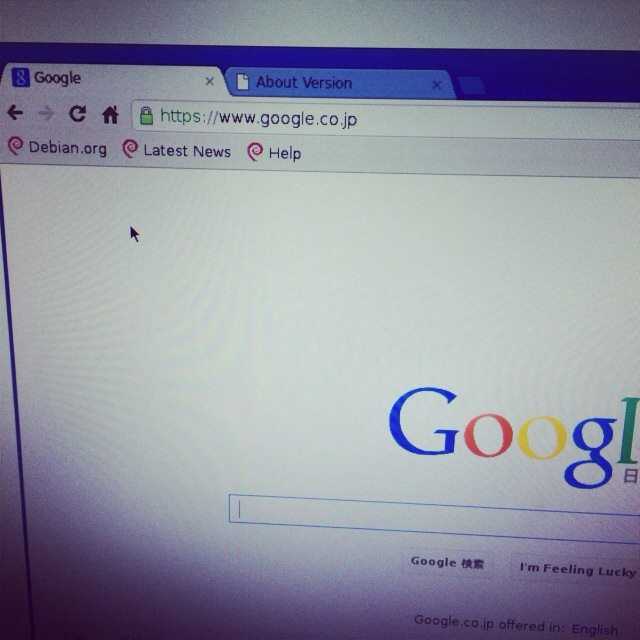 Google
About Version
https://www.google.co.jp
Debian.org Latest News Help
Googl
日
Google 検索 I'm Feeling Lucky
Google.co.jp offered in: English